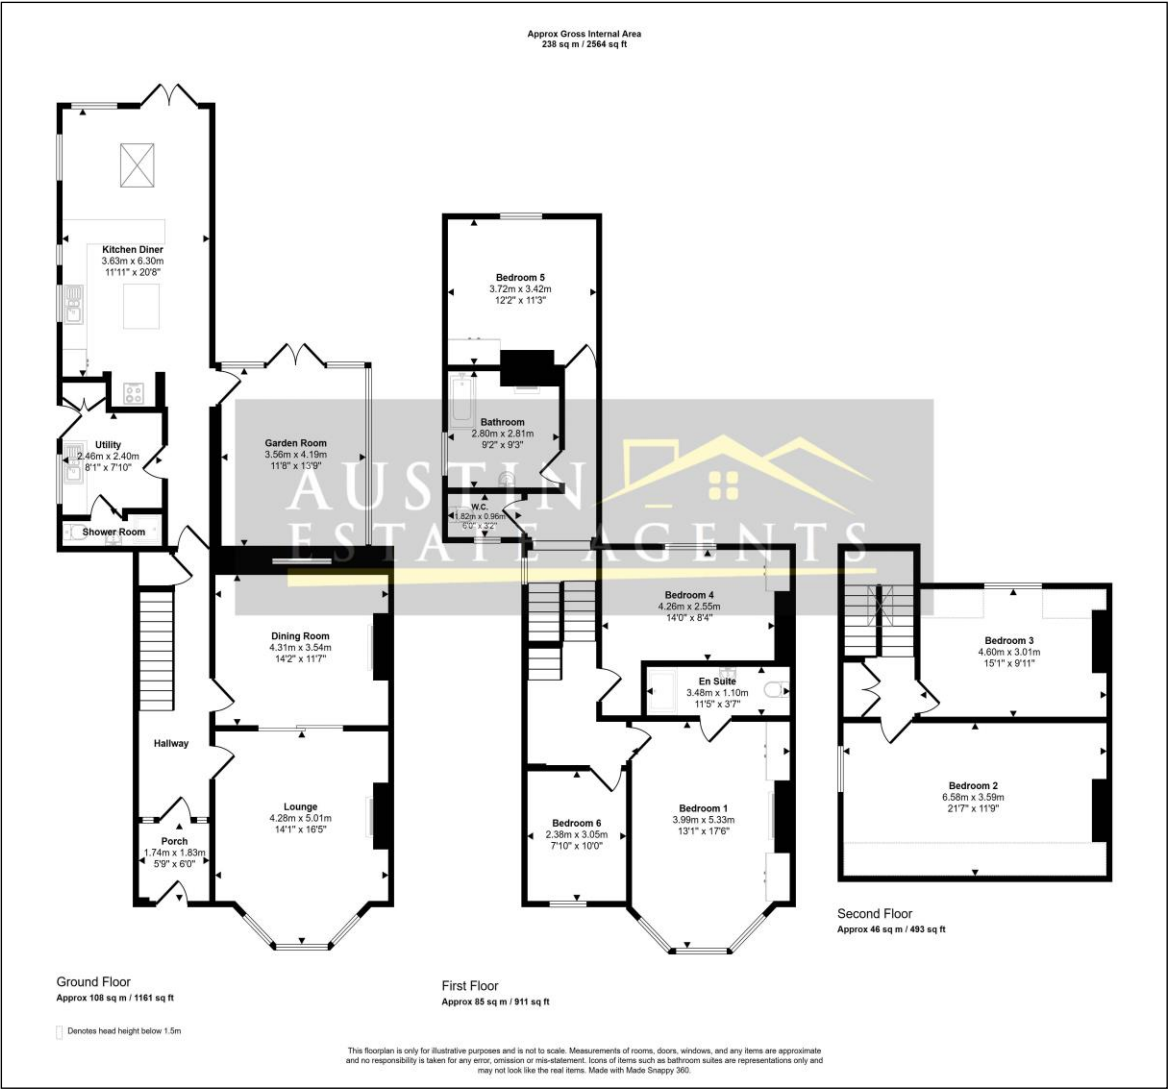 Approx Gross Internal Area
238 sq m / 2564 sq ft
Kitchen Diner
3.63m x 6.30m
11'11" x 20'8"
Utility
2.46m x 2.40m
8'1" x 7'10"
Shower Room
Garden Room
3.56m x 4.19m
11'8" x 13'9"
Dining Room
4.31m x 3.54m
14'2" x 11'7"
Hallway
Lounge
4.28m x 5.01m
14'1" x 16'5"
Porch
1.74m x 1.83m
5'9" x 6'0"
Ground Floor
Approx 108 sq m / 1161 sq ft
Denotes head height below 1.5m
Bedroom 5
3.72m x 3.42m
12'2" x 11'3"
Bathroom
2.80m x 2.81m
9'2" x 9'3"
W.C.
1.82m x 0.96m
6'0" x 3'2"
AUSTIN
ESTATE AGENTS
Bedroom 4
4.26m x 2.55m
14'0" x 8'4"
En Suite
3.48m x 1.10m
11'5" x 3'7"
Bedroom 1
3.99m x 5.33m
13'1" x 17'6"
Bedroom 6
2.38m x 3.05m
7'10" x 10'0"
First Floor
Approx 85 sq m / 911 sq ft
Bedroom 3
4.60m x 3.01m
15'1" x 9'11"
Bedroom 2
6.58m x 3.59m
21'7" x 11'9"
Second Floor
Approx 46 sq m / 493 sq ft
This floorplan is only for illustrative purposes and is not to scale. Measurements of rooms, doors, windows, and any items are approximate
and no responsibility is taken for any error, omission or mis-statement. Icons of items such as bathroom suites are representations only and
may not look like the real items. Made with Made Snappy 360.